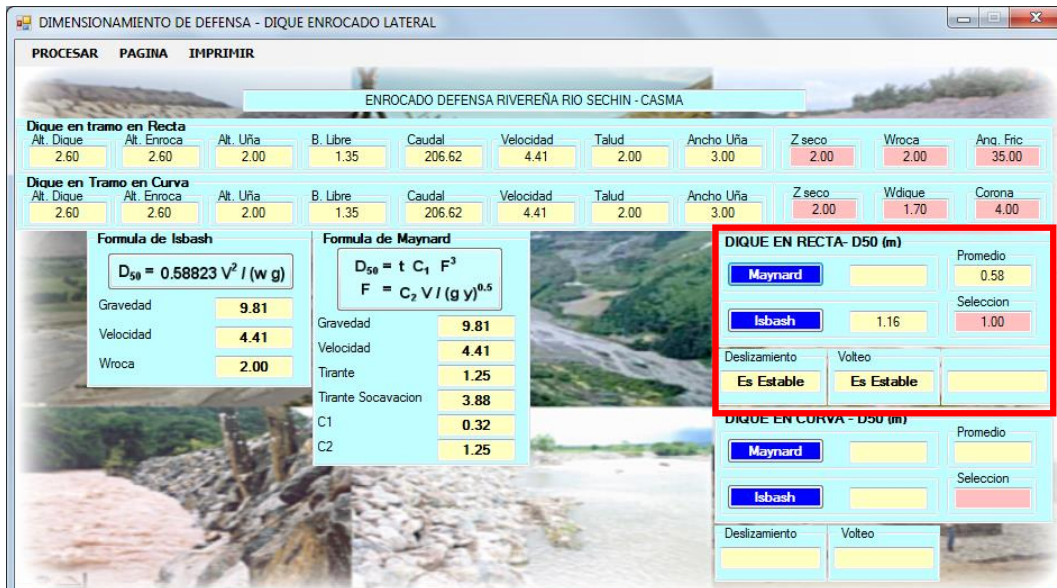 DIMENSIONAMIENTO DE DEFENSA - DIQUE ENROCADO LATERAL
PROCESAR PAGINA IMPRIMIR
ENROCADO DEFENSA RIVEREÑA RIO SECHIN - CASMA
Dique en tramo en Recta
Alt. Dique Alt. Enroca Alt. Uña B. Libre Caudal Velocidad Talud Ancho Uña Z seco Wroca Ang. Fric
2.60 2.60 2.00 1.35 206.62 4.41 2.00 3.00 2.00 2.00 35.00
Dique en Tramo en Curva
Alt. Dique Alt. Enroca Alt. Uña B. Libre Caudal Velocidad Talud Ancho Uña Z seco Wdique Corona
2.60 2.60 2.00 1.35 206.62 4.41 2.00 3.00 2.00 1.70 4.00
Formula de Isbash
D50 = 0.58823 V² / (w g)
Gravedad 9.81
Velocidad 4.41
Wroca 2.00
Formula de Maynard
D50 = t C1 F³
F = C2 V / (g y)^0.5
Gravedad 9.81
Velocidad 4.41
Tirante 1.25
Tirante Socavacion 3.88
C1 0.32
C2 1.25
DIQUE EN RECTA- D50 (m)
Promedio
Maynard 0.58
Seleccion
Isbash 1.16 1.00
Deslizamiento Volteo
Es Estable Es Estable
DIQUE EN CURVA - D50 (m)
Promedio
Maynard
Seleccion
Isbash
Deslizamiento Volteo